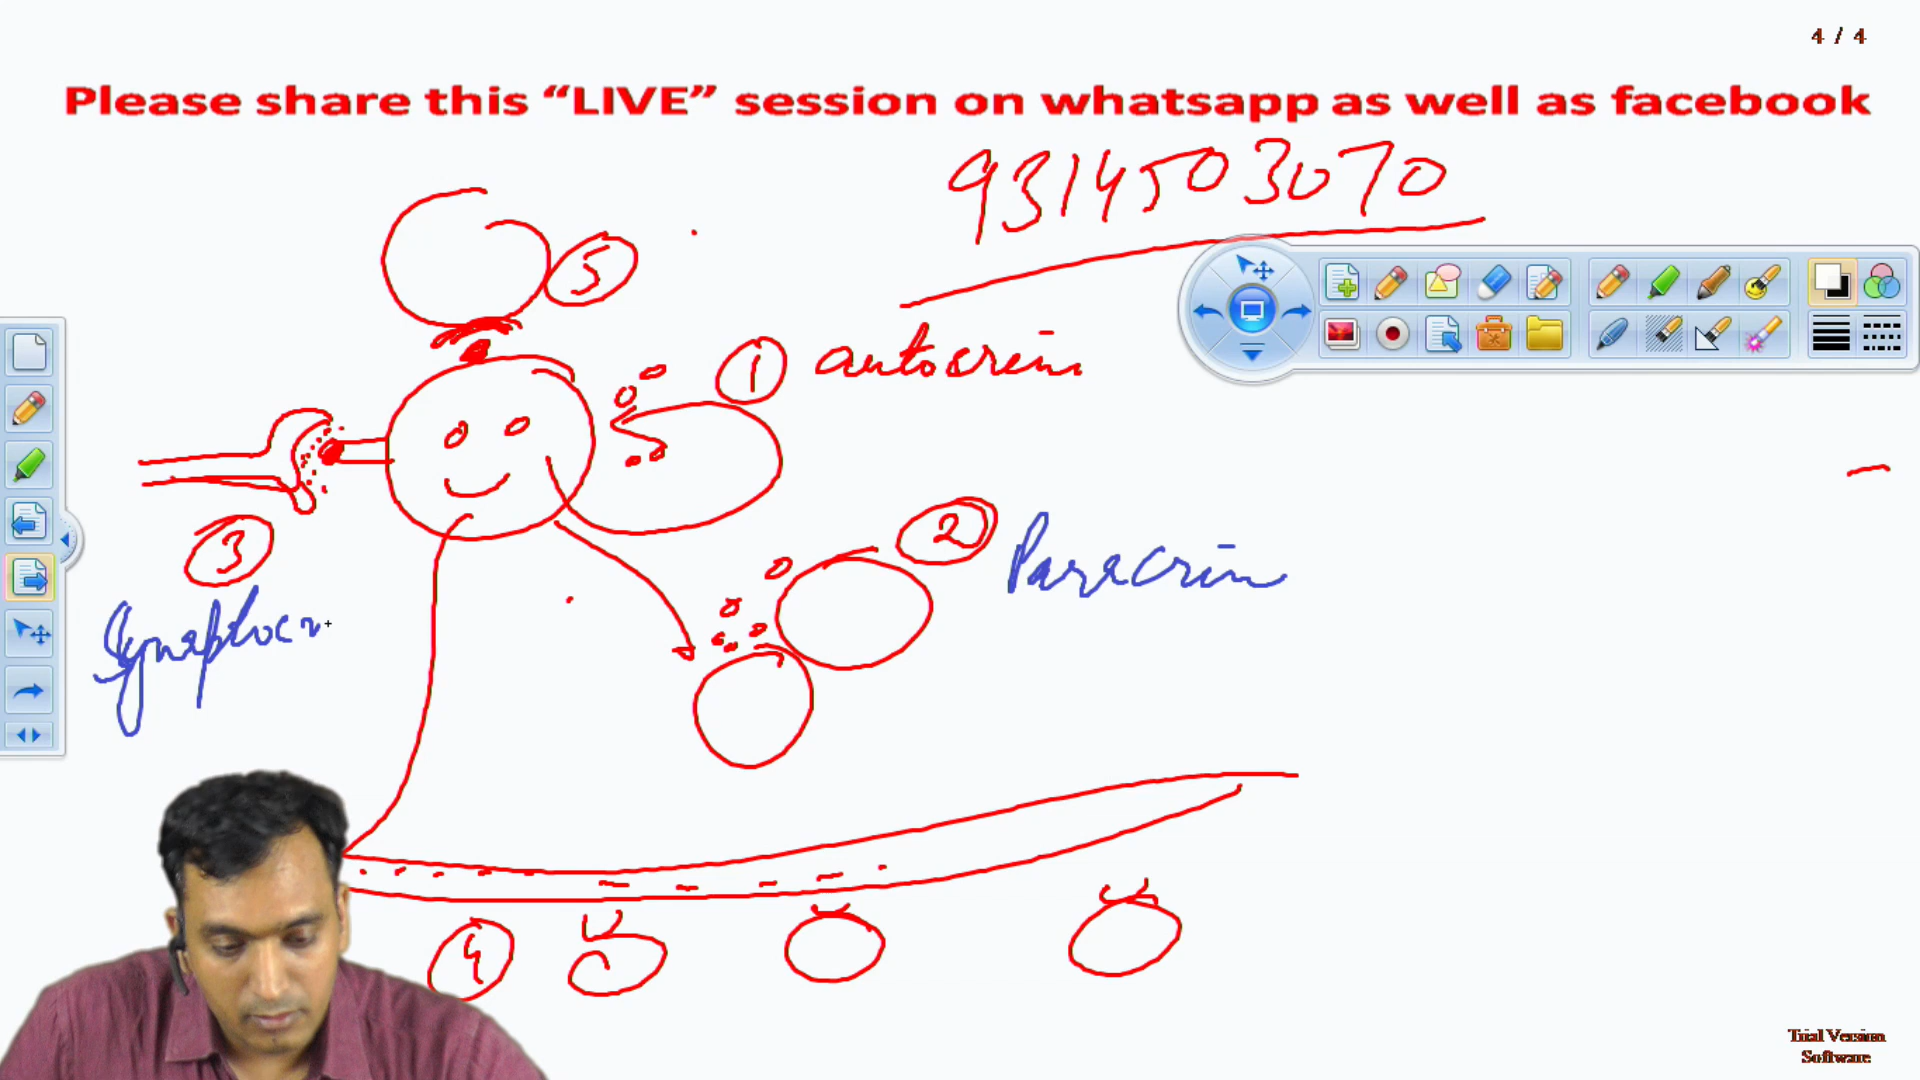 4 / 4
Please share this “LIVE” session on whatsapp as well as facebook
9314503070
5
1 autocrin
2 Paracrin
3
Synaptocr
4
Trial Version
Software